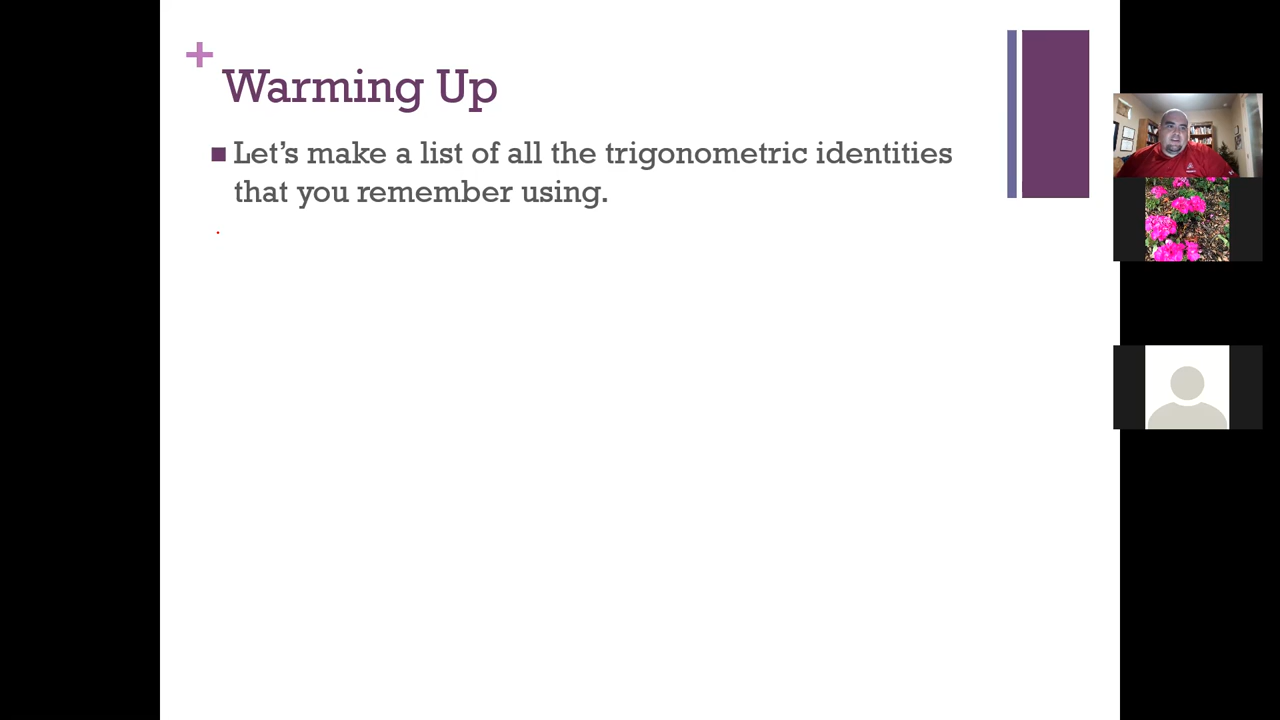 +
Warming Up
Let's make a list of all the trigonometric identities
that you remember using.